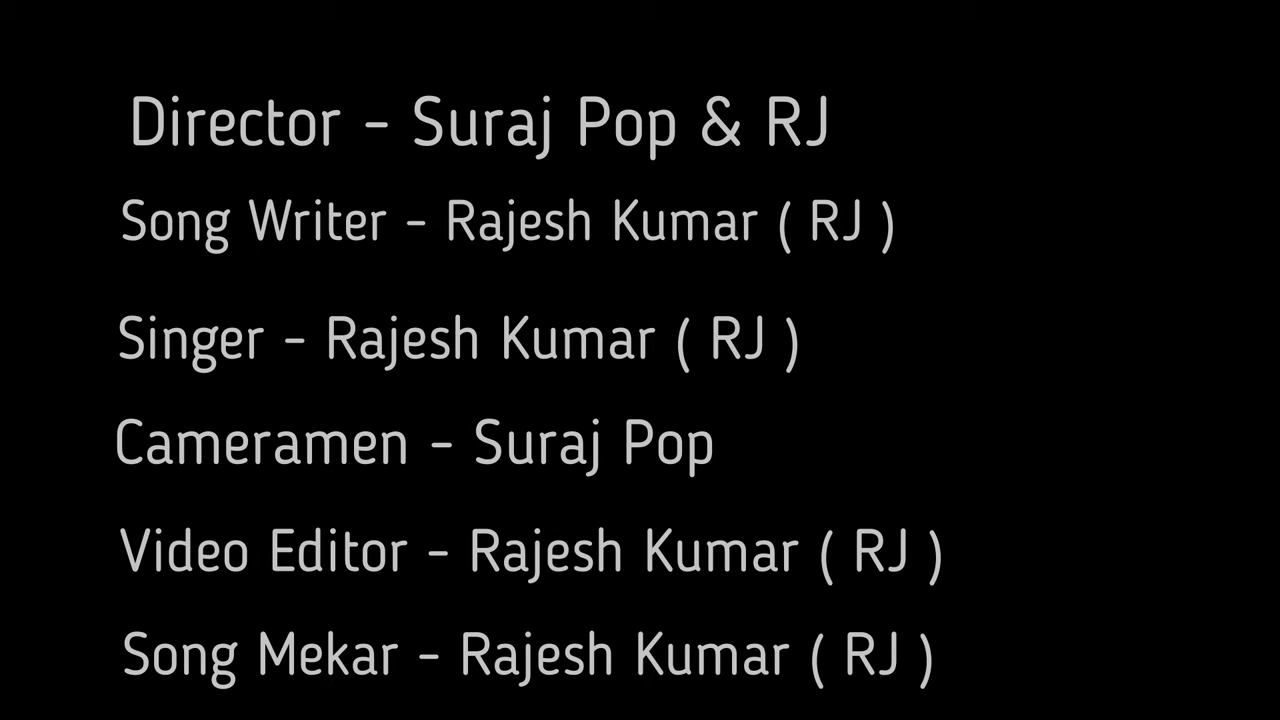 Director - Suraj Pop & RJ
Song Writer - Rajesh Kumar ( RJ )
Singer - Rajesh Kumar ( RJ )
Cameramen - Suraj Pop
Video Editor - Rajesh Kumar ( RJ )
Song Mekar - Rajesh Kumar ( RJ )